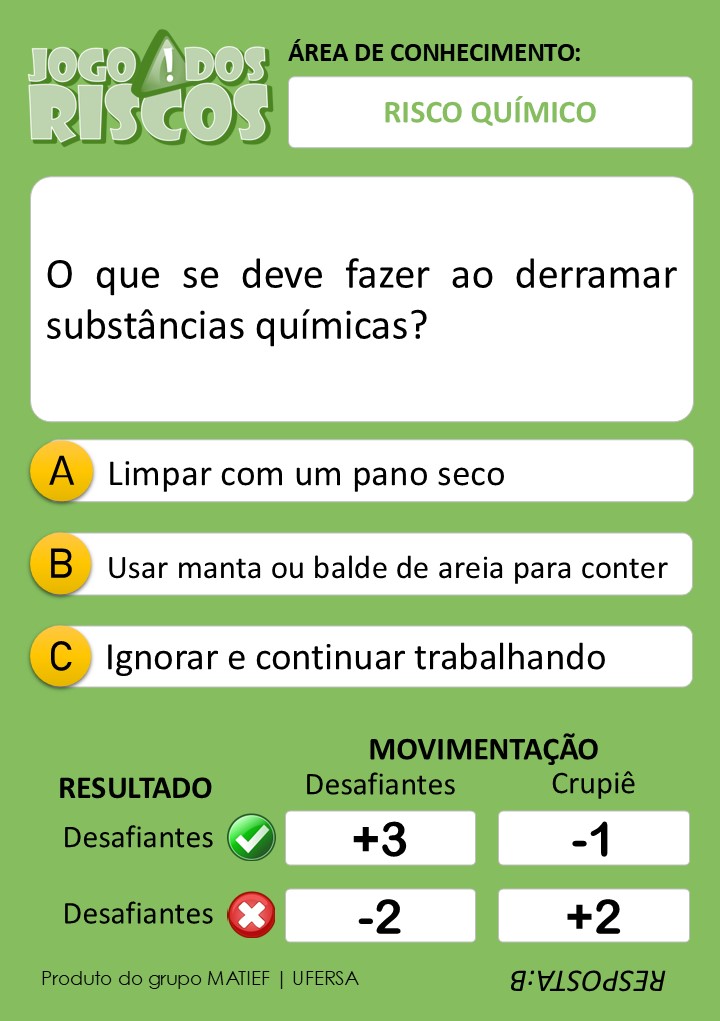 JOGO DOS
RISCOS
ÁREA DE CONHECIMENTO:
RISCO QUÍMICO
O que se deve fazer ao derramar
substâncias químicas?
A Limpar com um pano seco
B Usar manta ou balde de areia para conter
C Ignorar e continuar trabalhando
MOVIMENTAÇÃO
RESULTADO Desafiantes Crupiê
Desafiantes +3 -1
Desafiantes -2 +2
Produto do grupo MATIEF | UFERSA
RESPOSTA:B